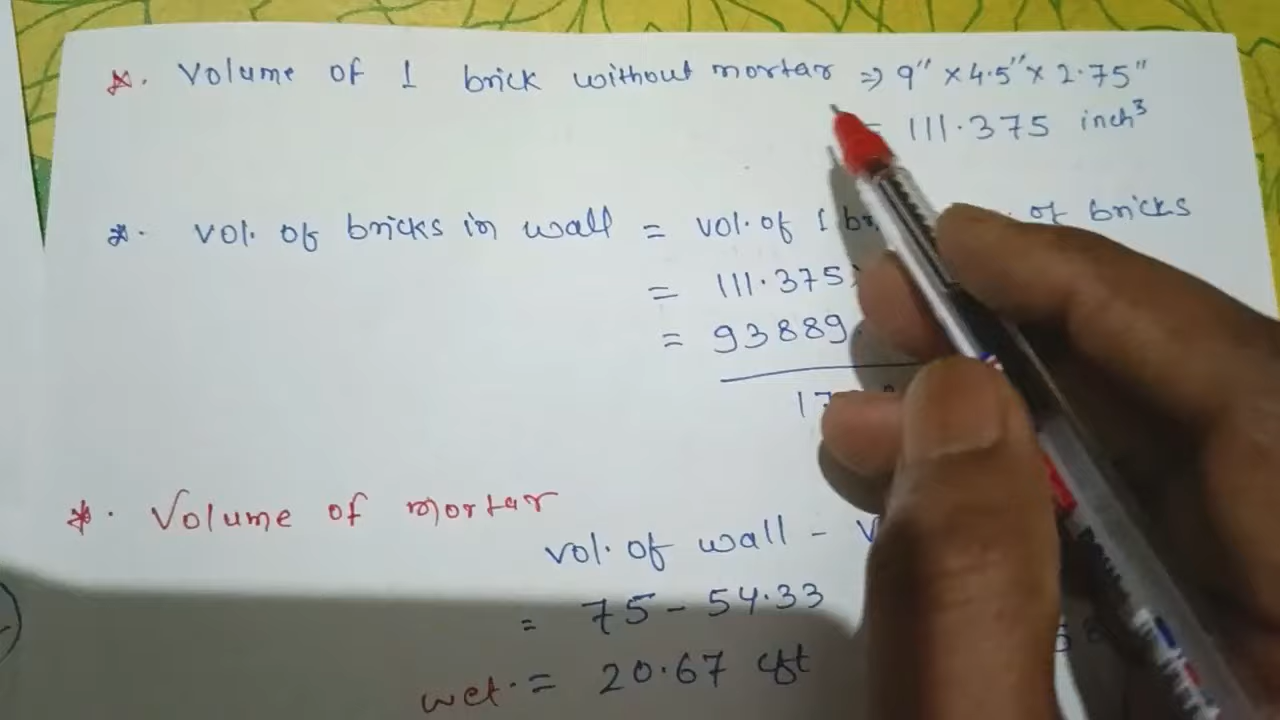 *. Volume of 1 brick without mortar ⇒ 9" × 4.5" × 2.75"
= 111.375 inch³
*. Vol. of bricks in wall = Vol. of 1 of bricks
= 111.375
= 93889
*. Volume of mortar
Vol. of wall -
= 75 - 54.33
wet. = 20.67 cft